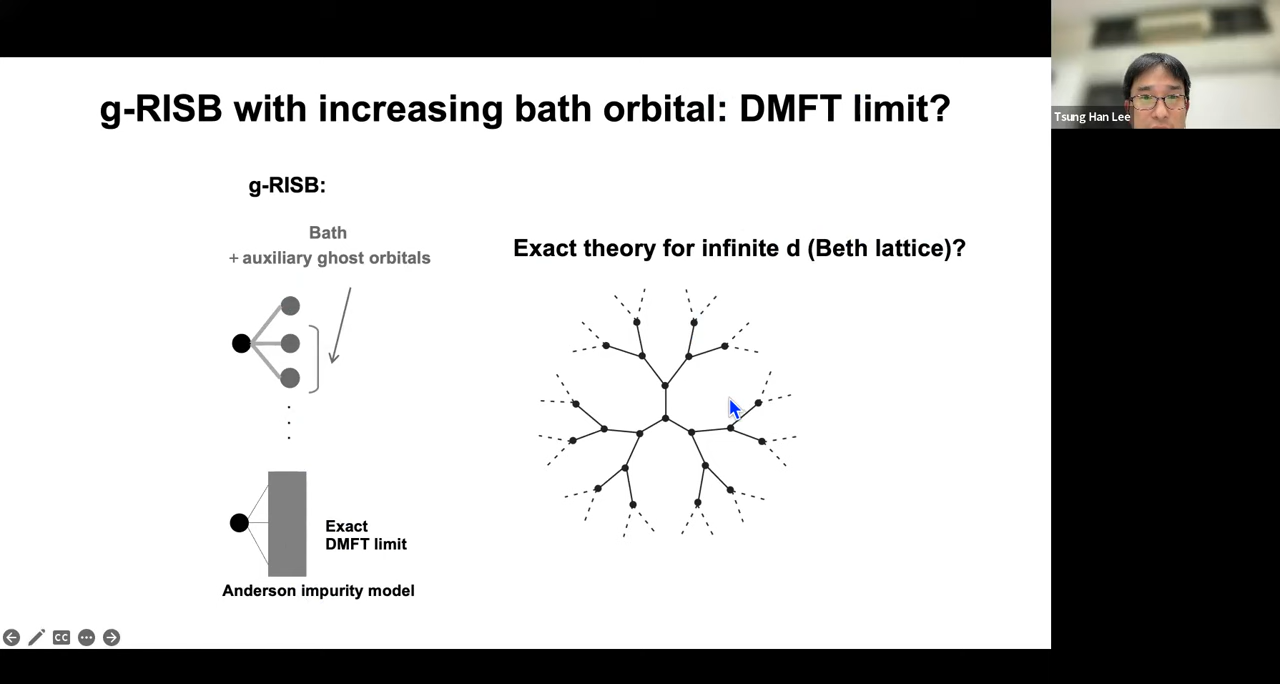 g-RISB with increasing bath orbital: DMFT limit?
Tsung Han Lee
g-RISB:
Bath
+ auxiliary ghost orbitals
Exact theory for infinite d (Beth lattice)?
Exact
DMFT limit
Anderson impurity model
CC